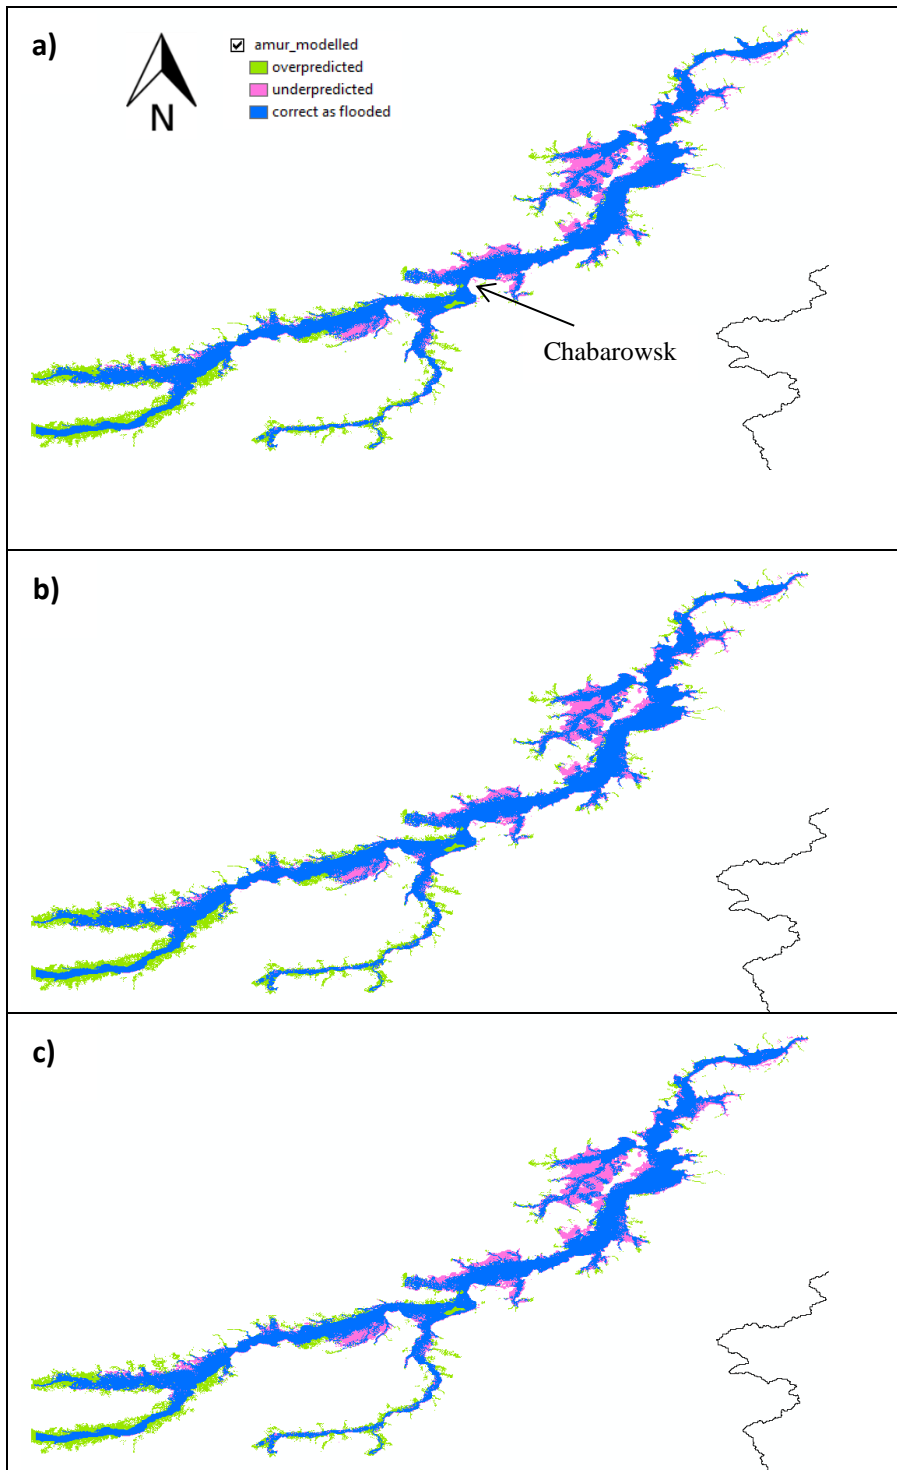 a)
amur_modelled
overpredicted
underpredicted
correct as flooded
N
Chabarowsk
b)
c)